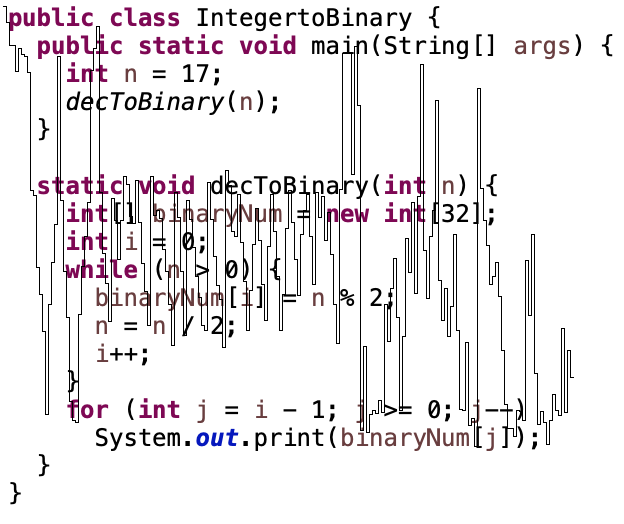 public class IntegertoBinary {
  public static void main(String[] args) {
    int n = 17;
    decToBinary(n);
  }

  static void decToBinary(int n) {
    int[] binaryNum = new int[32];
    int i = 0;
    while (n > 0) {
      binaryNum[i] = n % 2;
      n = n / 2;
      i++;
    }
    for (int j = i - 1; j >= 0; j--)
      System.out.print(binaryNum[j]);
  }
}